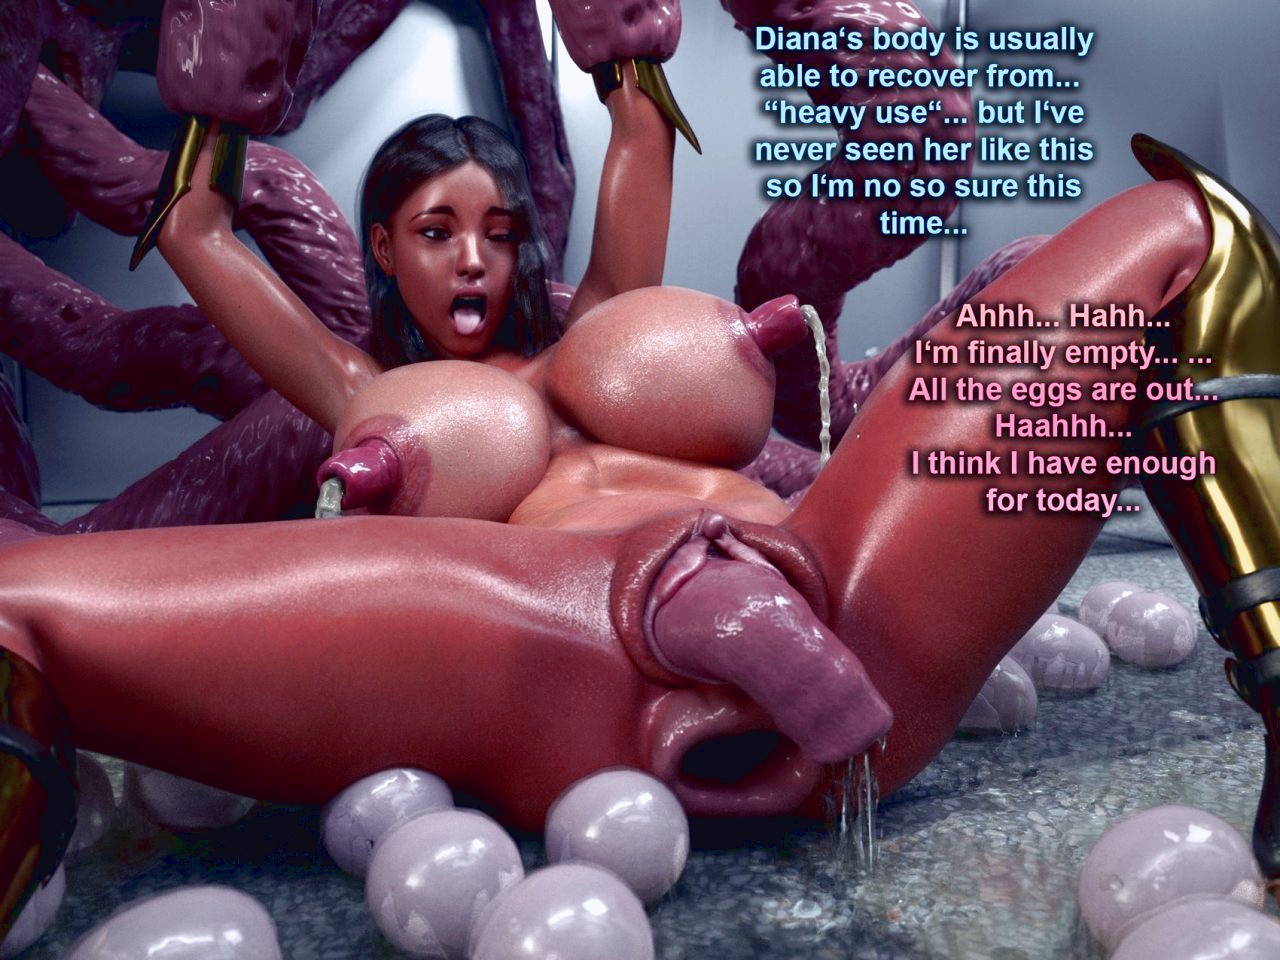 Diana‘s body is usually
able to recover from...
“heavy use“... but I‘ve
never seen her like this
so I‘m no so sure this
time...
Ahhh... Hahh...
I‘m finally empty... ...
All the eggs are out...
Haahhh...
I think I have enough
for today...